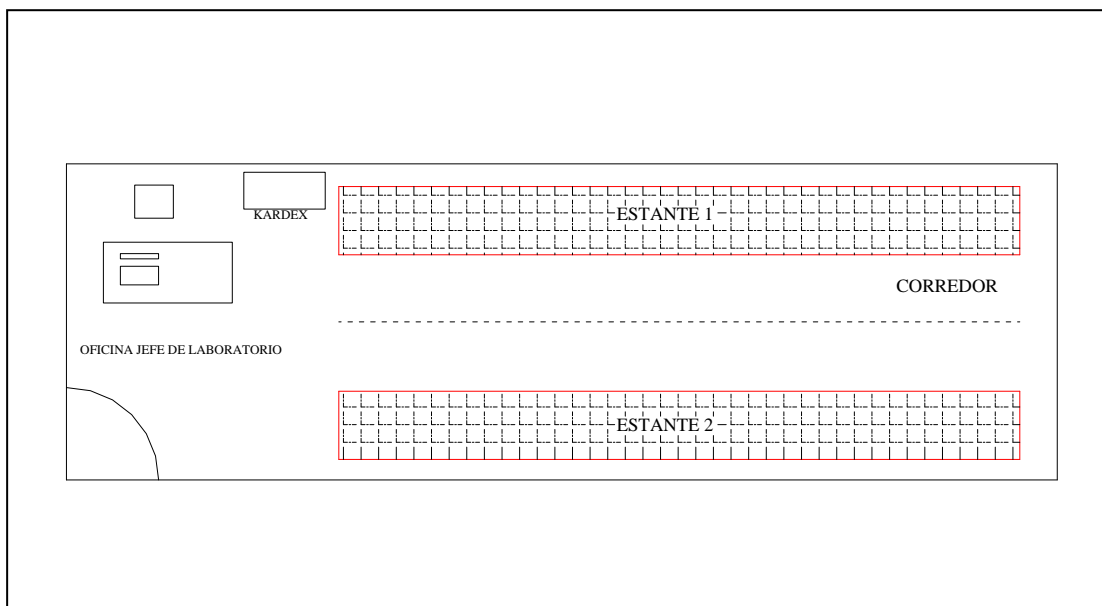 KARDEX
ESTANTE 1
CORREDOR
OFICINA JEFE DE LABORATORIO
ESTANTE 2